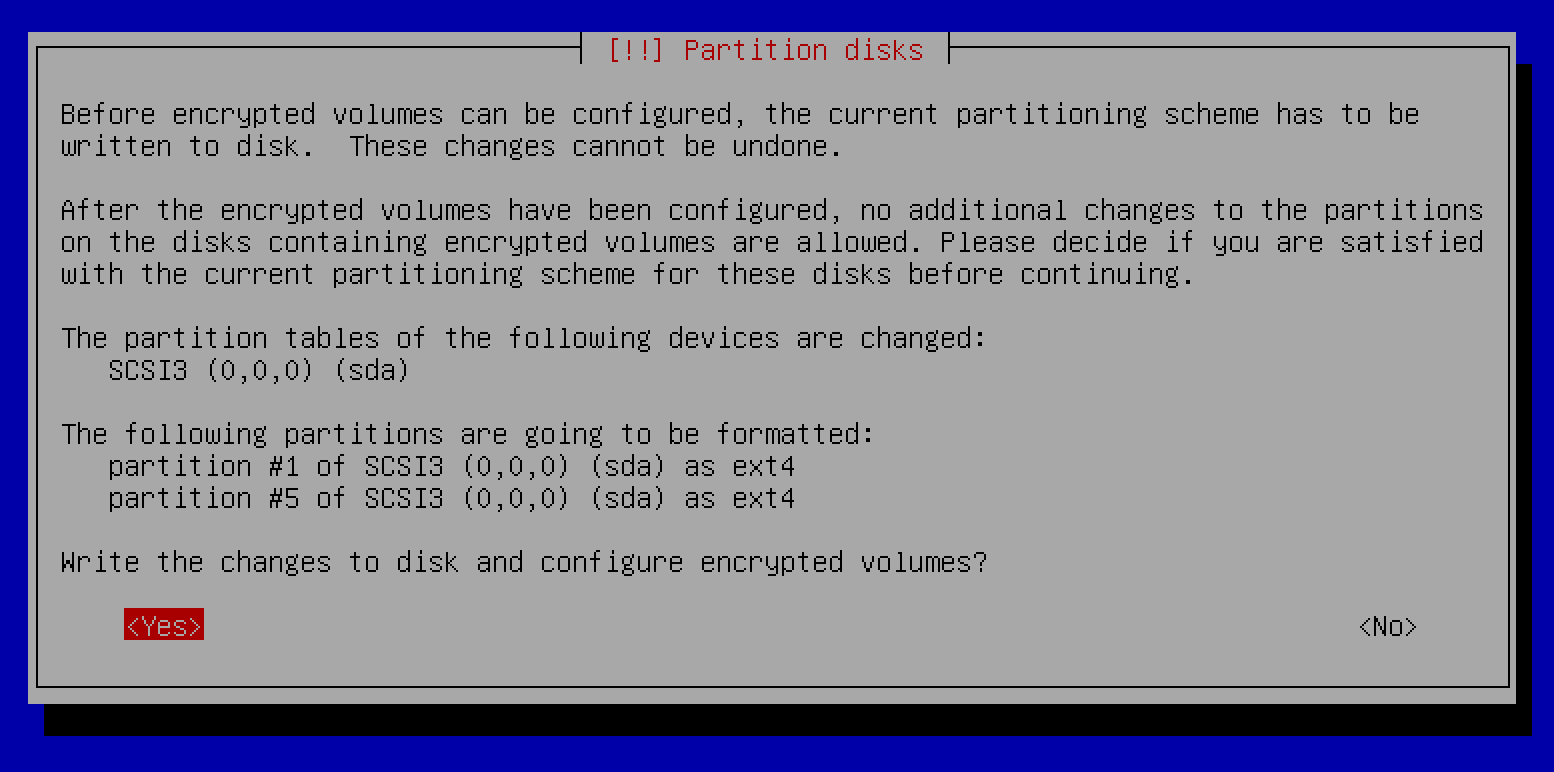 [!!] Partition disks
Before encrypted volumes can be configured, the current partitioning scheme has to be
written to disk.  These changes cannot be undone.
After the encrypted volumes have been configured, no additional changes to the partitions
on the disks containing encrypted volumes are allowed. Please decide if you are satisfied
with the current partitioning scheme for these disks before continuing.
The partition tables of the following devices are changed:
SCSI3 (0,0,0) (sda)
The following partitions are going to be formatted:
partition #1 of SCSI3 (0,0,0) (sda) as ext4
partition #5 of SCSI3 (0,0,0) (sda) as ext4
Write the changes to disk and configure encrypted volumes?
<Yes> <No>